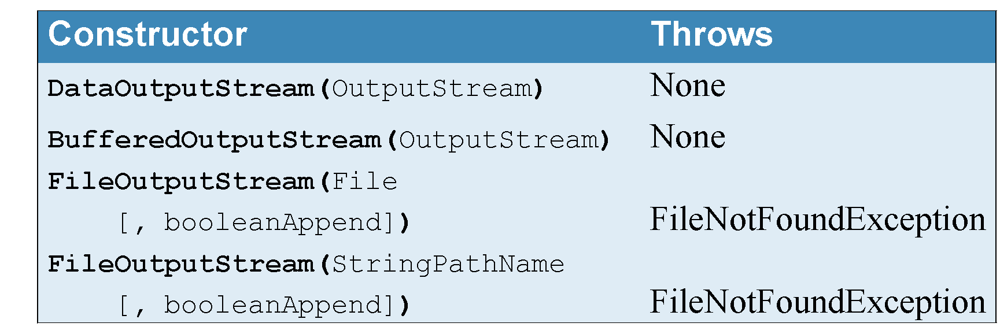 Constructor Throws
DataOutputStream(OutputStream) None
BufferedOutputStream(OutputStream) None
FileOutputStream(File
[, booleanAppend]) FileNotFoundException
FileOutputStream(StringPathName
[, booleanAppend]) FileNotFoundException